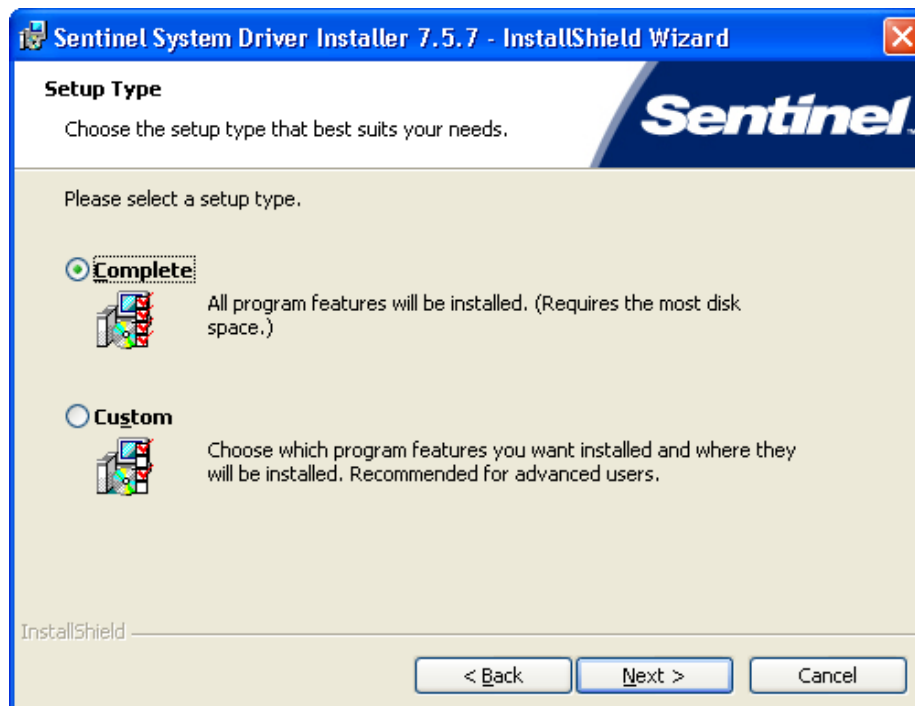 Sentinel System Driver Installer 7.5.7 - InstallShield Wizard
Setup Type
Choose the setup type that best suits your needs.
Sentinel
Please select a setup type.
Complete
All program features will be installed. (Requires the most disk
space.)
Custom
Choose which program features you want installed and where they
will be installed. Recommended for advanced users.
InstallShield
< Back
Next >
Cancel